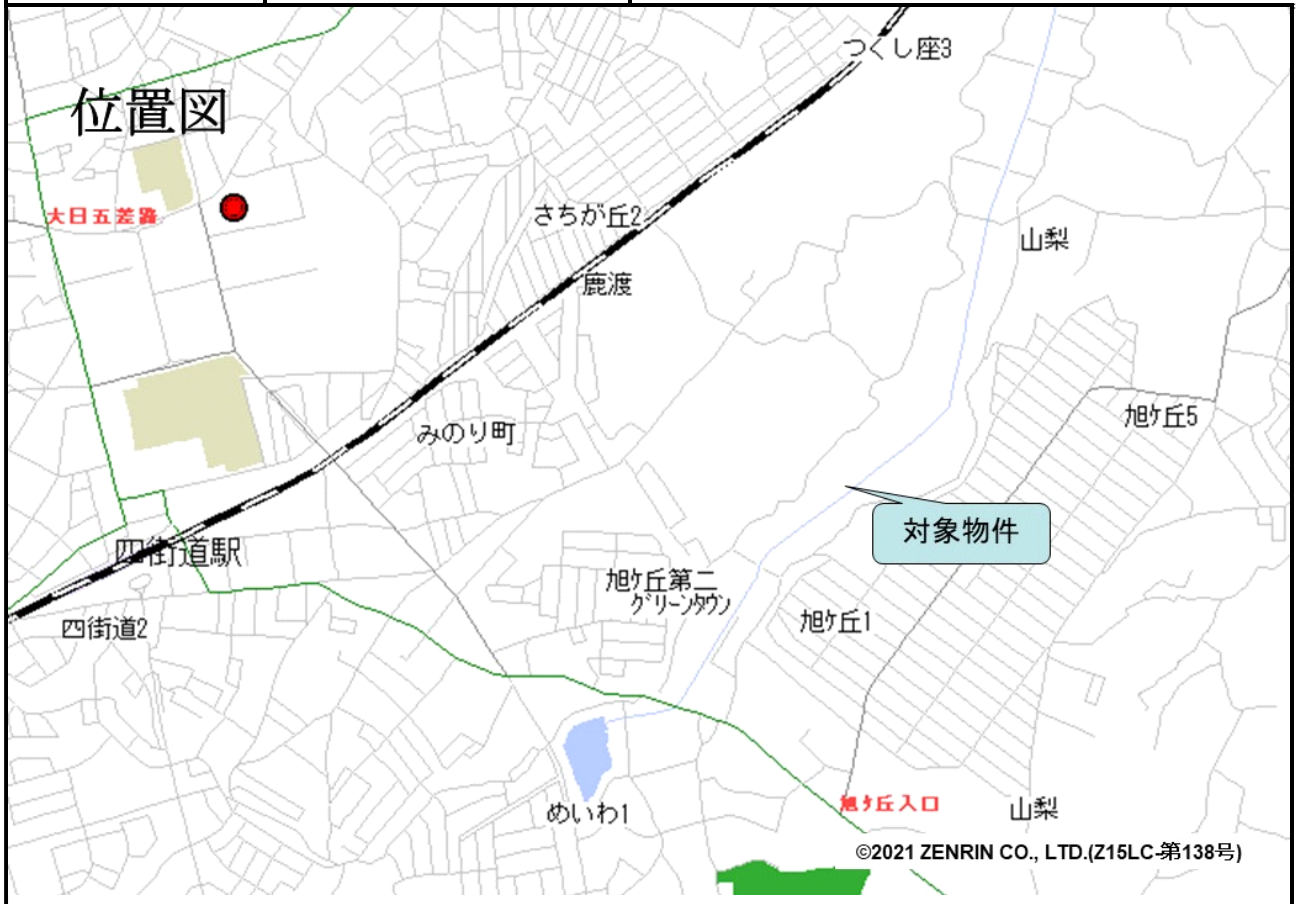 つくし座3
位置図
大日五差路
さちが丘2
山梨
鹿渡
旭ケ丘5
みのり町
対象物件
四街道駅
旭ケ丘第二
グリーンタウン
旭ケ丘1
四街道2
旭ケ丘入口
山梨
めいわ1
©2021 ZENRIN CO., LTD.(Z15LC-第138号)